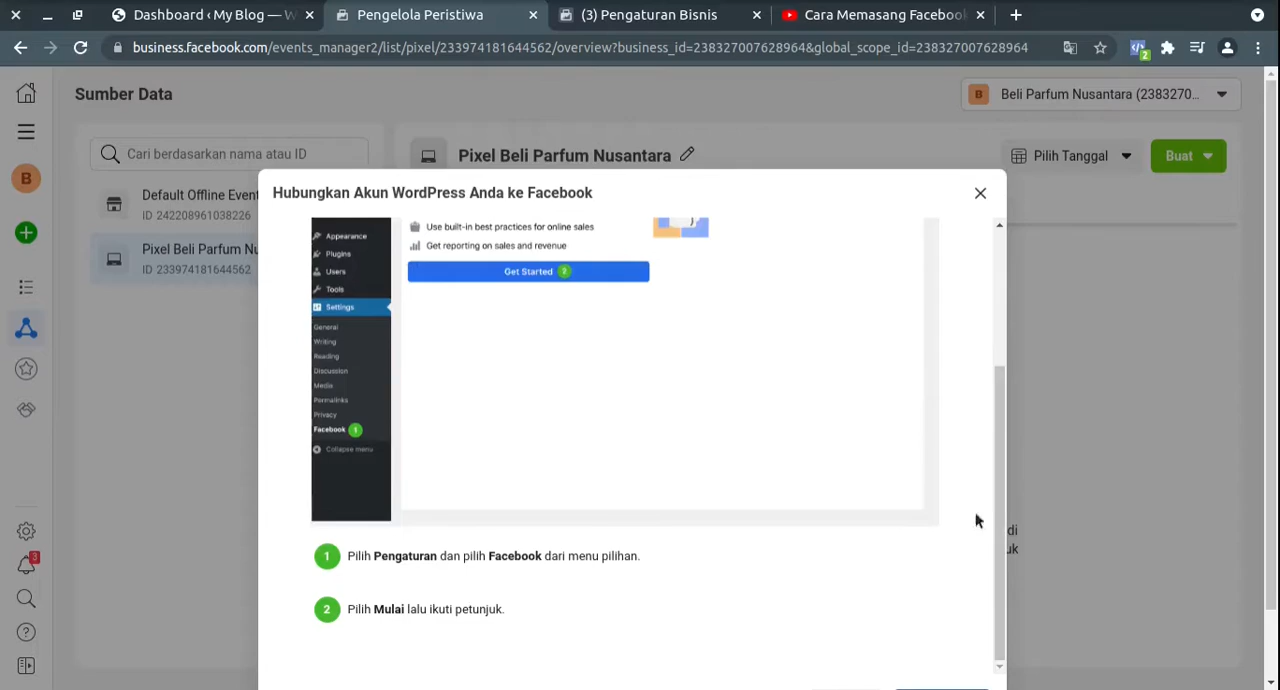 Dashboard ‹ My Blog — W
Pengelola Peristiwa
(3) Pengaturan Bisnis
Cara Memasang Facebook
business.facebook.com/events_manager2/list/pixel/233974181644562/overview?business_id=238327007628964&global_scope_id=238327007628964
2
Sumber Data
B
Beli Parfum Nusantara (2383270...
Cari berdasarkan nama atau ID
Pixel Beli Parfum Nusantara
Pilih Tanggal
Buat
B
Default Offline Event
ID 242208961038226
Pixel Beli Parfum Nu
ID 233974181644562
3
Hubungkan Akun WordPress Anda ke Facebook
Use built-in best practices for online sales
Get reporting on sales and revenue
Get Started 2
Appearance
Plugins
Users
Tools
Settings
General
Writing
Reading
Discussion
Media
Permalinks
Privacy
Facebook 1
Collapse menu
di
uk
1 Pilih Pengaturan dan pilih Facebook dari menu pilihan.
2 Pilih Mulai lalu ikuti petunjuk.